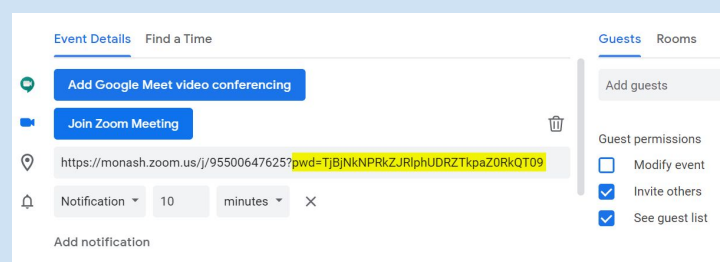 Event Details Find a Time
Guests Rooms
Add Google Meet video conferencing
Add guests
Join Zoom Meeting
https://monash.zoom.us/j/95500647625?pwd=TjBjNkNPRkZJRlphUDRZTkpaZ0RkQT09
Guest permissions
Modify event
Notification 10 minutes
Invite others
See guest list
Add notification